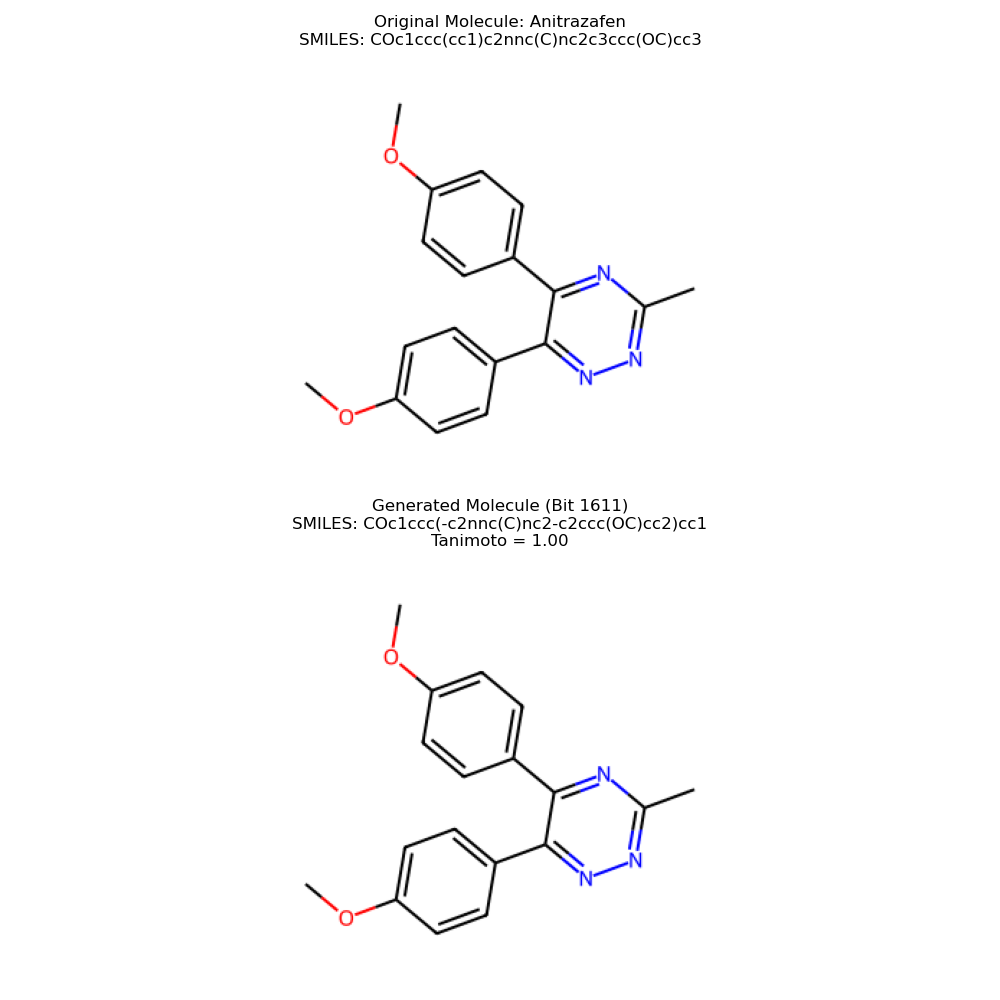 Original Molecule: Anitrazafen
SMILES: COc1ccc(cc1)c2nnc(C)nc2c3ccc(OC)cc3
O
N
N
N
O
Generated Molecule (Bit 1611)
SMILES: COc1ccc(-c2nnc(C)nc2-c2ccc(OC)cc2)cc1
Tanimoto = 1.00
O
N
N
N
O